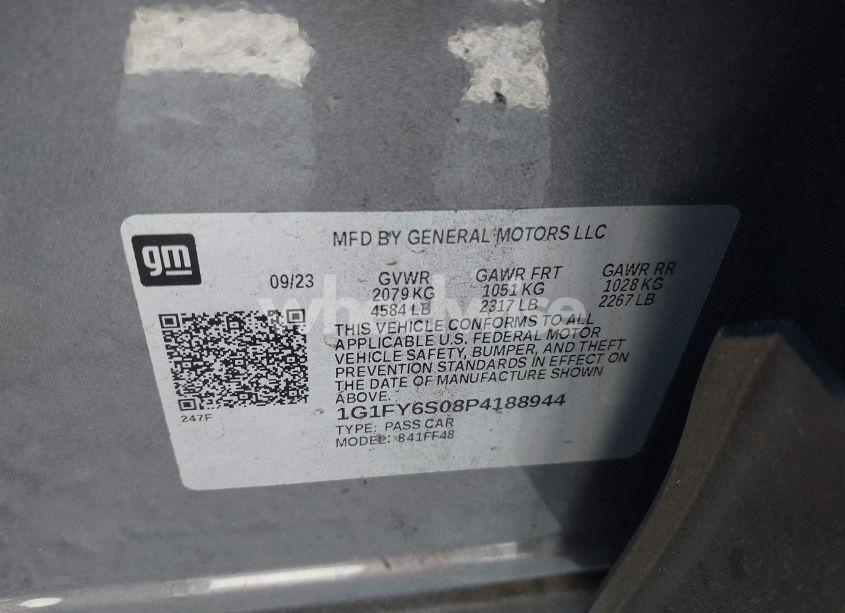 gm
MFD BY GENERAL MOTORS LLC
09/23
GVWR
2079 KG
4584 LB
GAWR FRT
1051 KG
2317 LB
GAWR RR
1028 KG
2267 LB
THIS VEHICLE CONFORMS TO ALL
APPLICABLE U.S. FEDERAL MOTOR
VEHICLE SAFETY, BUMPER, AND THEFT
PREVENTION STANDARDS IN EFFECT ON
THE DATE OF MANUFACTURE SHOWN
ABOVE.
1G1FY6S08P4188944
TYPE: PASS CAR
MODEL: 841FF48
247F